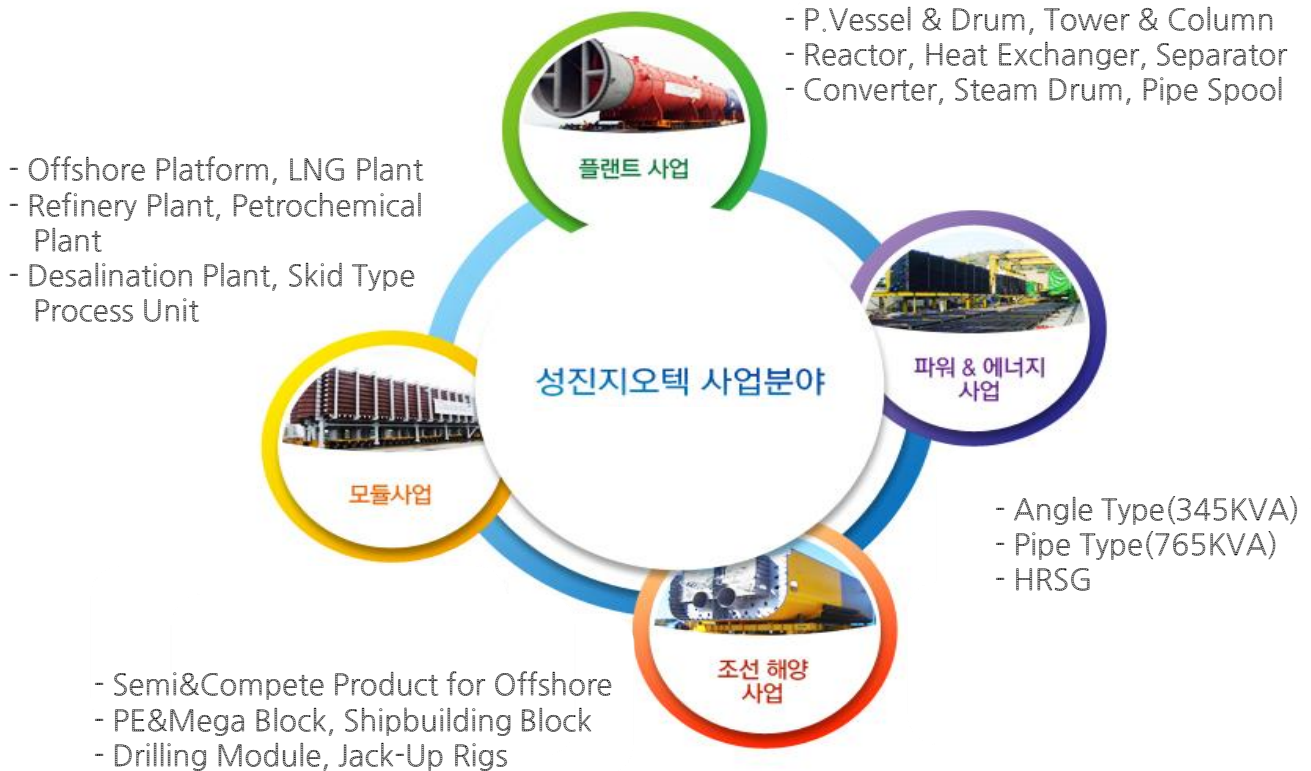 - P.Vessel & Drum, Tower & Column
- Reactor, Heat Exchanger, Separator
- Converter, Steam Drum, Pipe Spool
플랜트 사업
- Offshore Platform, LNG Plant
- Refinery Plant, Petrochemical
Plant
- Desalination Plant, Skid Type
Process Unit
성진지오텍 사업분야
파워 & 에너지
사업
모듈사업
- Angle Type(345KVA)
- Pipe Type(765KVA)
- HRSG
조선 해양
사업
- Semi&Compete Product for Offshore
- PE&Mega Block, Shipbuilding Block
- Drilling Module, Jack-Up Rigs